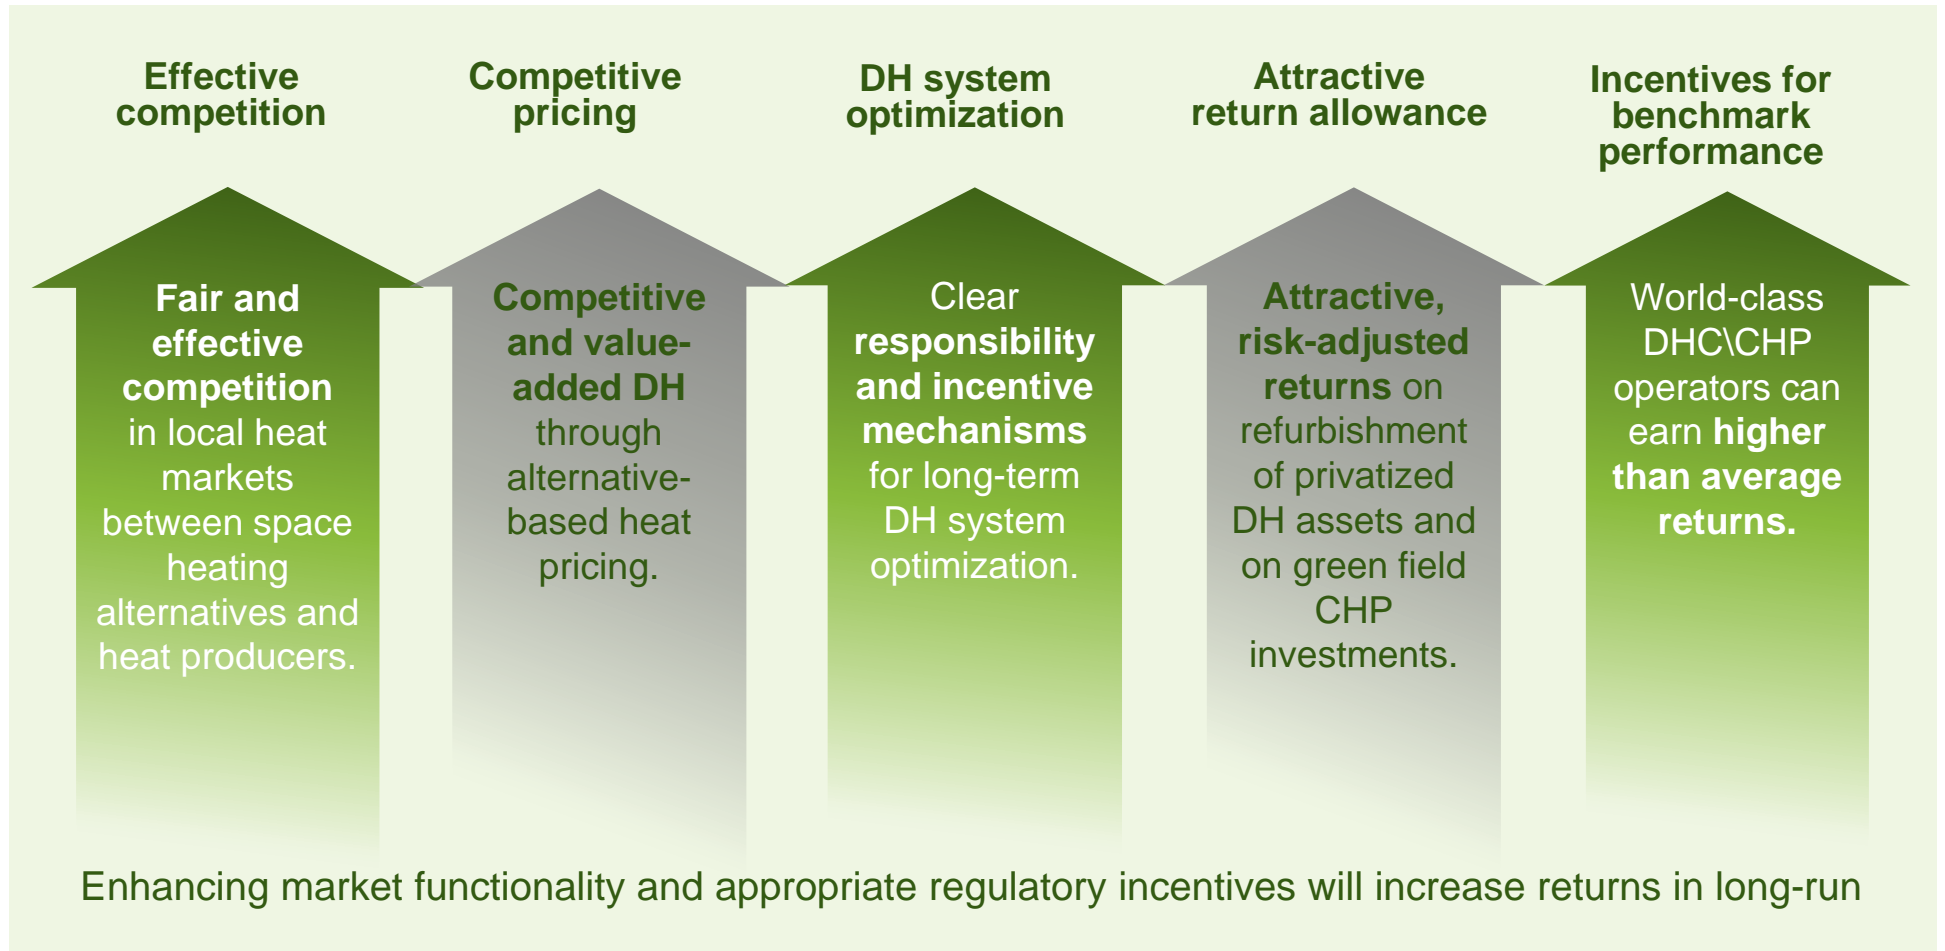 Effective
competition
Competitive
pricing
DH system
optimization
Attractive
return allowance
Incentives for
benchmark
performance
Fair and
effective
competition
in local heat
markets
between space
heating
alternatives and
heat producers.
Competitive
and value-
added DH
through
alternative-
based heat
pricing.
Clear
responsibility
and incentive
mechanisms
for long-term
DH system
optimization.
Attractive,
risk-adjusted
returns on
refurbishment
of privatized
DH assets and
on green field
CHP
investments.
World-class
DHC\CHP
operators can
earn higher
than average
returns.
Enhancing market functionality and appropriate regulatory incentives will increase returns in long-run